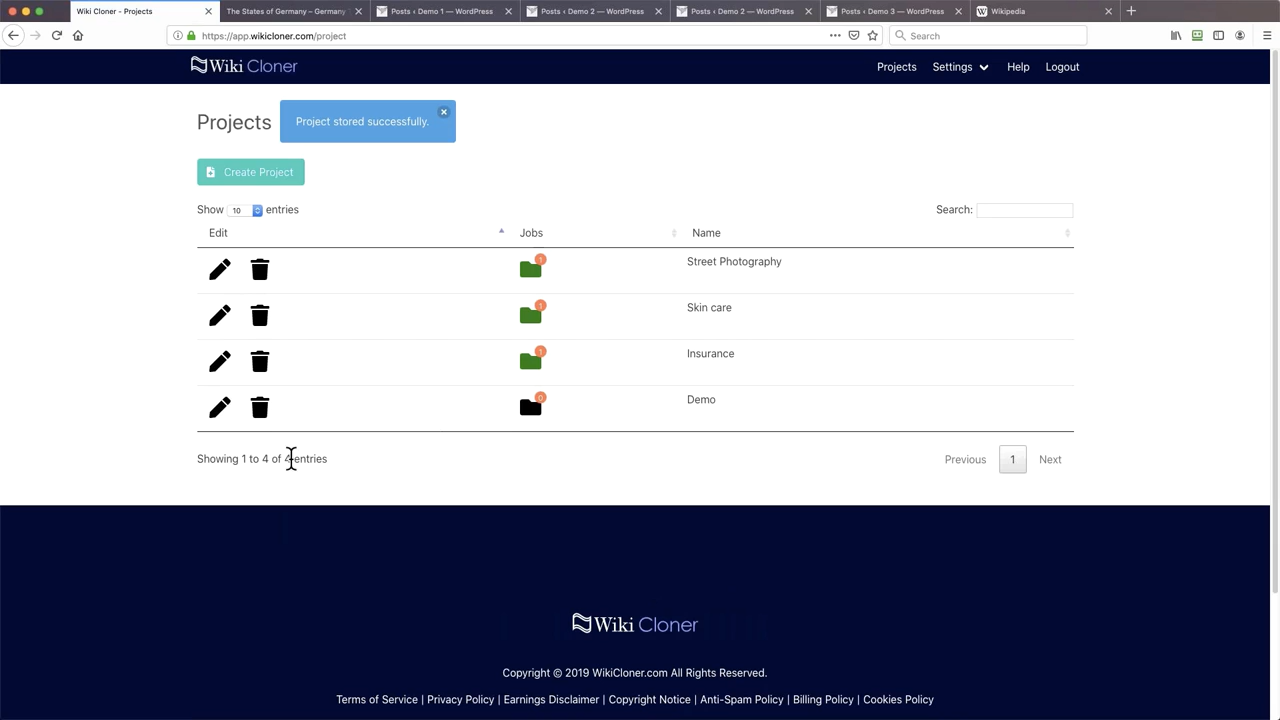 Wiki Cloner - Projects
The States of Germany – Germany
Posts ‹ Demo 1 — WordPress
Posts ‹ Demo 2 — WordPress
Posts ‹ Demo 2 — WordPress
Posts ‹ Demo 3 — WordPress
Wikipedia
https://app.wikicloner.com/project
Search
Wiki Cloner
Projects Settings Help Logout
Projects
Project stored successfully.
Create Project
Show 10 entries
Search:
Edit Jobs Name
1 Street Photography
1 Skin care
1 Insurance
0 Demo
Showing 1 to 4 of 4 entries
Previous 1 Next
Wiki Cloner
Copyright © 2019 WikiCloner.com All Rights Reserved.
Terms of Service | Privacy Policy | Earnings Disclaimer | Copyright Notice | Anti-Spam Policy | Billing Policy | Cookies Policy